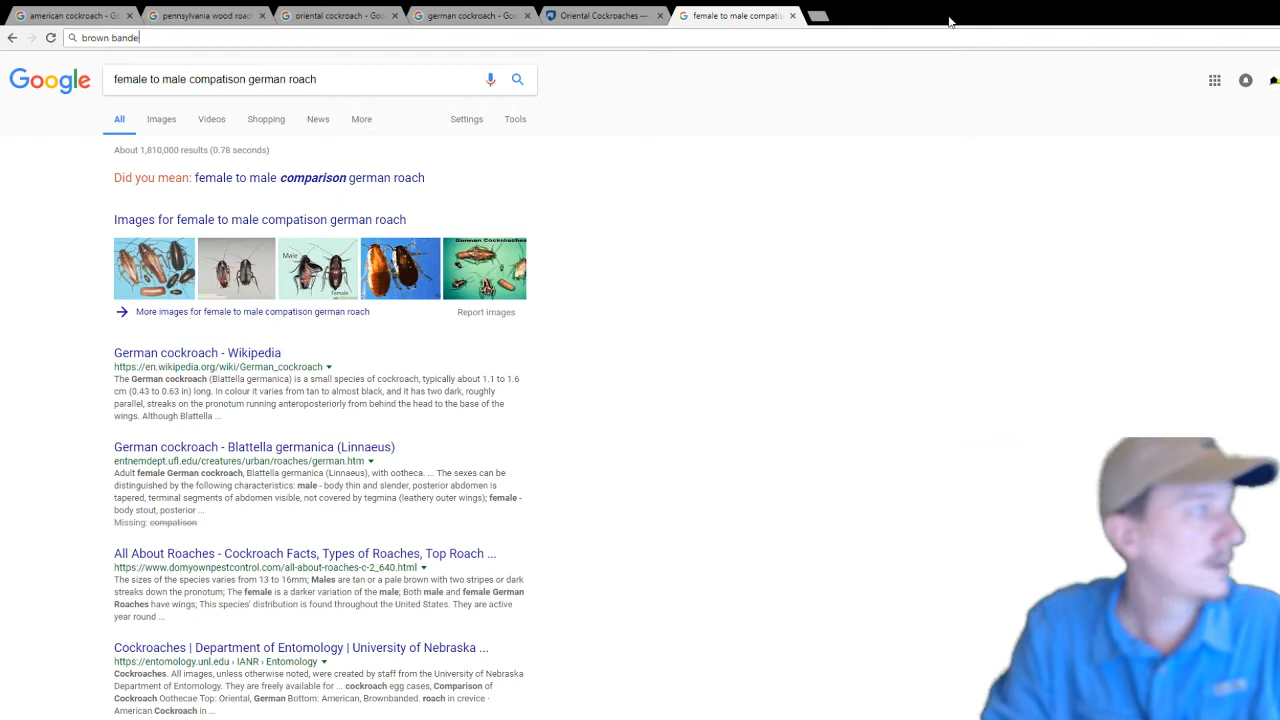 american cockroach - Goo
pennsylvania wood roach
oriental cockroach - Goo
german cockroach - Goo
Oriental Cockroaches —
female to male compatis
brown bande
Google
female to male compatison german roach
All
Images
Videos
Shopping
News
More
Settings
Tools
About 1,810,000 results (0.78 seconds)
Did you mean: female to male comparison german roach
Images for female to male compatison german roach
Male
Female
German Cockroaches
More images for female to male compatison german roach
Report images
German cockroach - Wikipedia
https://en.wikipedia.org/wiki/German_cockroach
The German cockroach (Blattella germanica) is a small species of cockroach, typically about 1.1 to 1.6
cm (0.43 to 0.63 in) long. In colour it varies from tan to almost black, and it has two dark, roughly
parallel, streaks on the pronotum running anteroposteriorly from behind the head to the base of the
wings. Although Blattella ...
German cockroach - Blattella germanica (Linnaeus)
entnemdept.ufl.edu/creatures/urban/roaches/german.htm
Adult female German cockroach, Blattella germanica (Linnaeus), with ootheca. ... The sexes can be
distinguished by the following characteristics: male - body thin and slender, posterior abdomen is
tapered, terminal segments of abdomen visible, not covered by tegmina (leathery outer wings); female -
body stout, posterior ...
Missing: compatison
All About Roaches - Cockroach Facts, Types of Roaches, Top Roach ...
https://www.domyownpestcontrol.com/all-about-roaches-c-2_640.html
The sizes of the species varies from 13 to 16mm; Males are tan or a pale brown with two stripes or dark
streaks down the pronotum; The female is a darker variation of the male; Both male and female German
Roaches have wings; This species' distribution is found throughout the United States. They are active
year round ...
Cockroaches | Department of Entomology | University of Nebraska ...
https://entomology.unl.edu › IANR › Entomology
Cockroaches. All images, unless otherwise noted, were created by staff from the University of Nebraska
Department of Entomology. They are freely available for ... cockroach egg cases, Comparison of
Cockroach Oothecae Top: Oriental, German Bottom: American, Brownbanded. roach in crevice ·
American Cockroach in ...